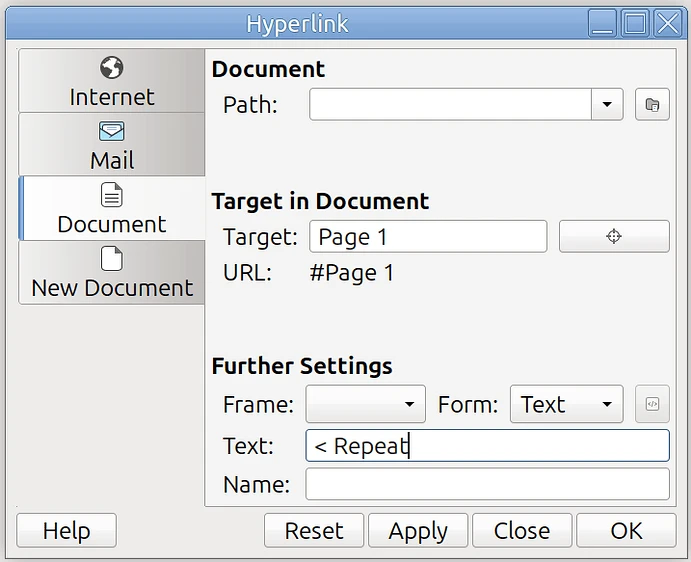 Hyperlink
Internet
Mail
Document
New Document
Document
Path:
Target in Document
Target: Page 1
URL: #Page 1
Further Settings
Frame: Form: Text
Text: < Repeat
Name:
Help Reset Apply Close OK